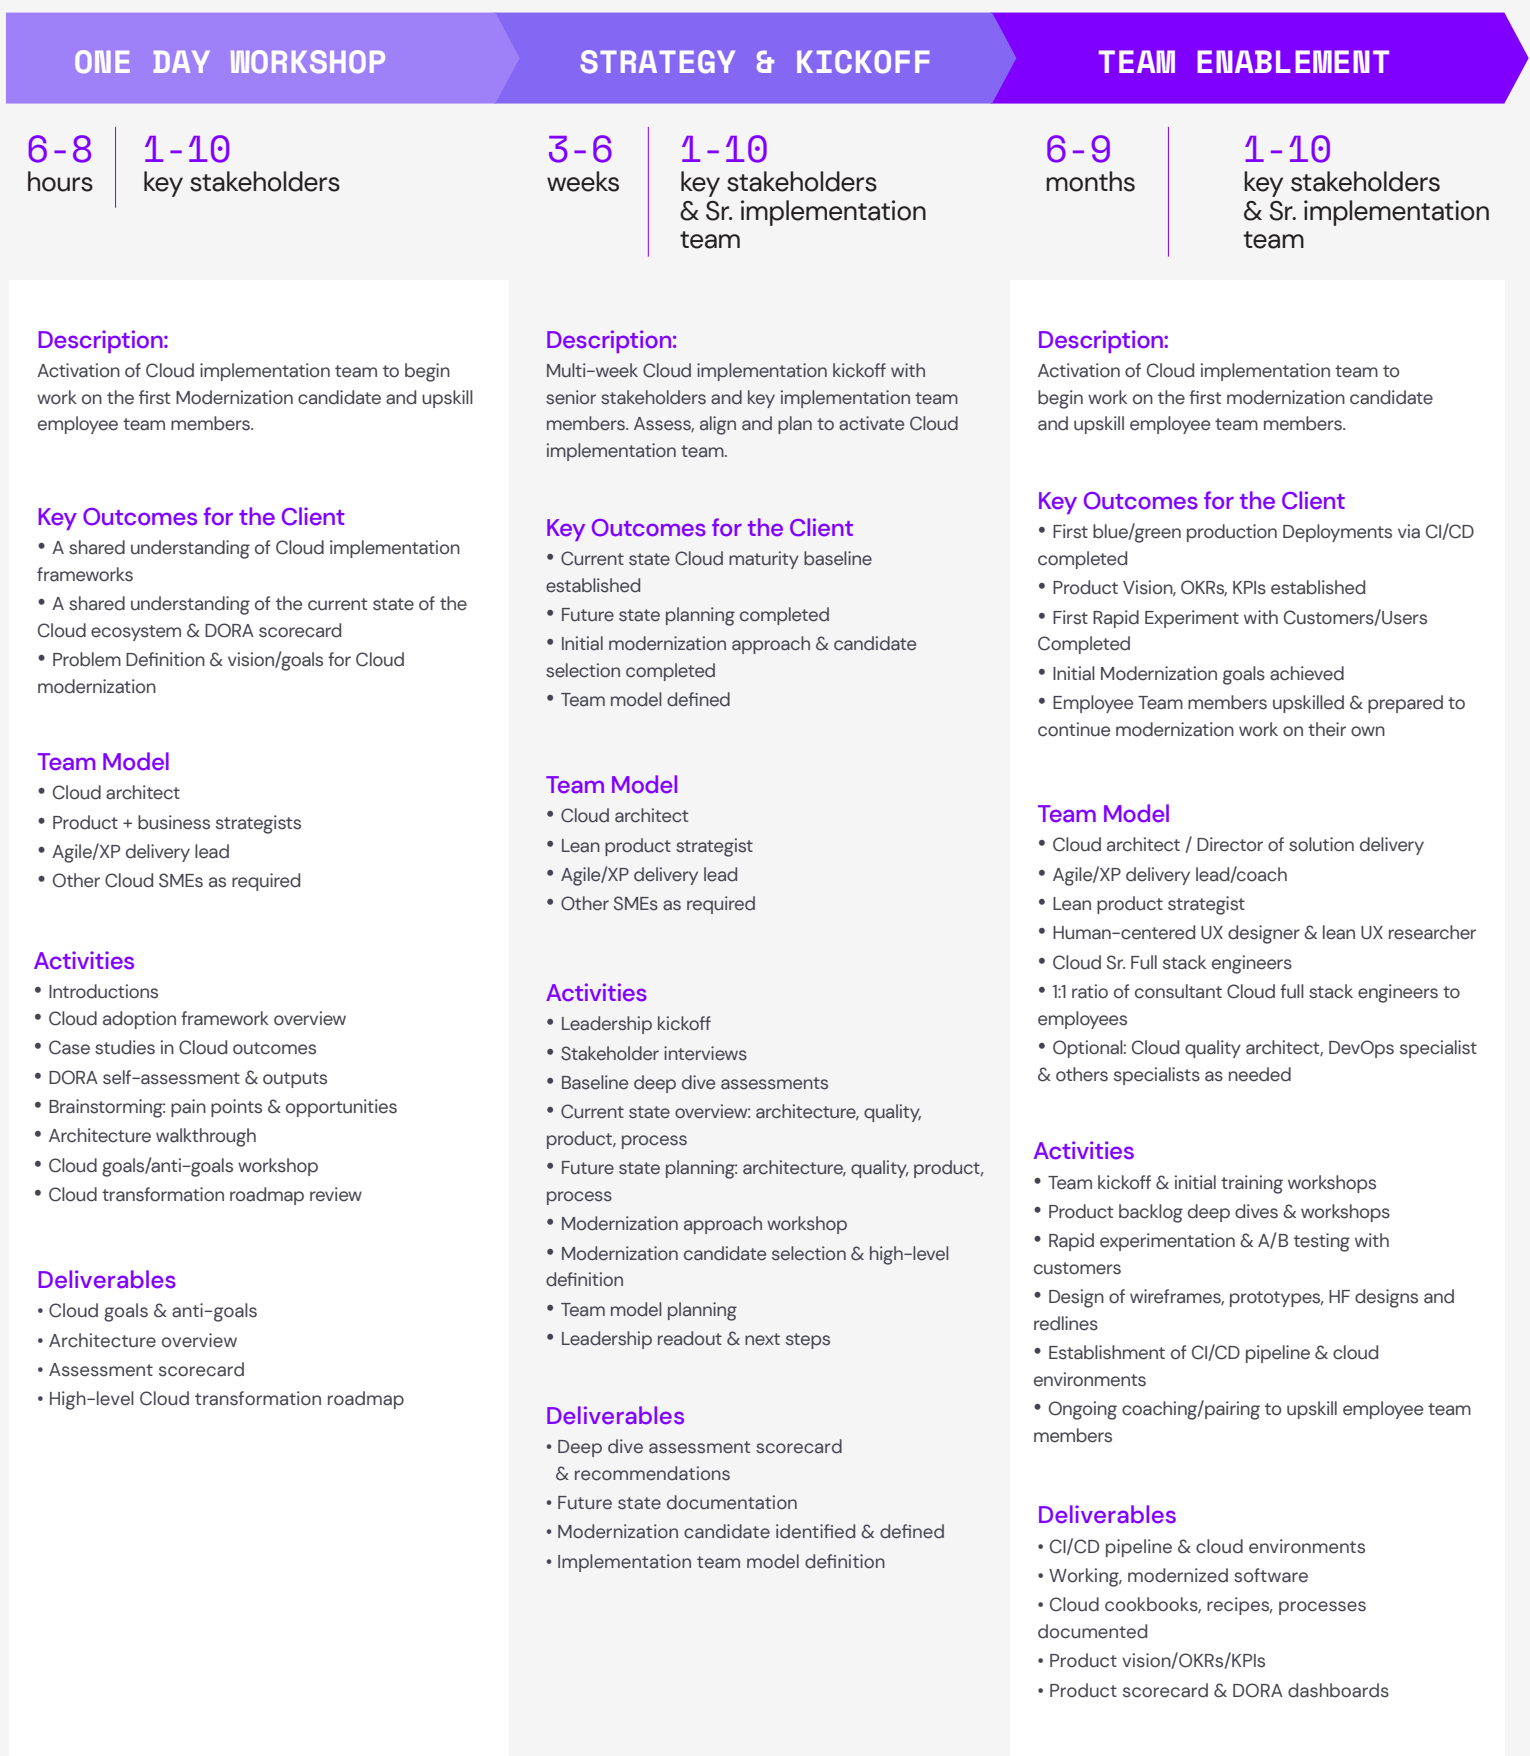 ONE DAY WORKSHOP
STRATEGY & KICKOFF
TEAM ENABLEMENT
6-8
hours
1-10
key stakeholders
3-6
weeks
1-10
key stakeholders
& Sr. implementation
team
6-9
months
1-10
key stakeholders
& Sr. implementation
team
Description:
Activation of Cloud implementation team to begin
work on the first Modernization candidate and upskill
employee team members.
Key Outcomes for the Client
• A shared understanding of Cloud implementation
frameworks
• A shared understanding of the current state of the
Cloud ecosystem & DORA scorecard
• Problem Definition & vision/goals for Cloud
modernization
Team Model
• Cloud architect
• Product + business strategists
• Agile/XP delivery lead
• Other Cloud SMEs as required
Activities
• Introductions
• Cloud adoption framework overview
• Case studies in Cloud outcomes
• DORA self-assessment & outputs
• Brainstorming: pain points & opportunities
• Architecture walkthrough
• Cloud goals/anti-goals workshop
• Cloud transformation roadmap review
Deliverables
• Cloud goals & anti-goals
• Architecture overview
• Assessment scorecard
• High-level Cloud transformation roadmap
Description:
Multi-week Cloud implementation kickoff with
senior stakeholders and key implementation team
members. Assess, align and plan to activate Cloud
implementation team.
Key Outcomes for the Client
• Current state Cloud maturity baseline
established
• Future state planning completed
• Initial modernization approach & candidate
selection completed
• Team model defined
Team Model
• Cloud architect
• Lean product strategist
• Agile/XP delivery lead
• Other SMEs as required
Activities
• Leadership kickoff
• Stakeholder interviews
• Baseline deep dive assessments
• Current state overview: architecture, quality,
product, process
• Future state planning: architecture, quality, product,
process
• Modernization approach workshop
• Modernization candidate selection & high-level
definition
• Team model planning
• Leadership readout & next steps
Deliverables
• Deep dive assessment scorecard
& recommendations
• Future state documentation
• Modernization candidate identified & defined
• Implementation team model definition
Description:
Activation of Cloud implementation team to
begin work on the first modernization candidate
and upskill employee team members.
Key Outcomes for the Client
• First blue/green production Deployments via CI/CD
completed
• Product Vision, OKRs, KPIs established
• First Rapid Experiment with Customers/Users
Completed
• Initial Modernization goals achieved
• Employee Team members upskilled & prepared to
continue modernization work on their own
Team Model
• Cloud architect / Director of solution delivery
• Agile/XP delivery lead/coach
• Lean product strategist
• Human-centered UX designer & lean UX researcher
• Cloud Sr. Full stack engineers
• 1:1 ratio of consultant Cloud full stack engineers to
employees
• Optional: Cloud quality architect, DevOps specialist
& others specialists as needed
Activities
• Team kickoff & initial training workshops
• Product backlog deep dives & workshops
• Rapid experimentation & A/B testing with
customers
• Design of wireframes, prototypes, HF designs and
redlines
• Establishment of CI/CD pipeline & cloud
environments
• Ongoing coaching/pairing to upskill employee team
members
Deliverables
• CI/CD pipeline & cloud environments
• Working, modernized software
• Cloud cookbooks, recipes, processes
documented
• Product vision/OKRs/KPIs
• Product scorecard & DORA dashboards